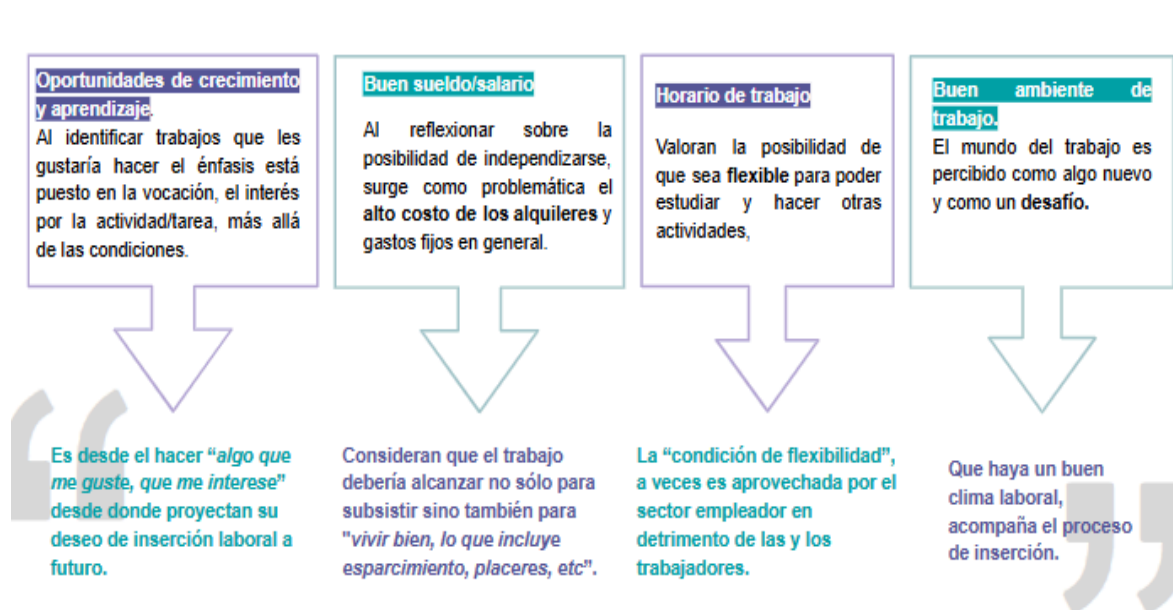 Oportunidades de crecimiento
y aprendizaje.
Al identificar trabajos que les
gustaría hacer el énfasis está
puesto en la vocación, el interés
por la actividad/tarea, más allá
de las condiciones.
Buen sueldo/salario
Al reflexionar sobre la
posibilidad de independizarse,
surge como problemática el
alto costo de los alquileres y
gastos fijos en general.
Horario de trabajo
Valoran la posibilidad de
que sea flexible para poder
estudiar y hacer otras
actividades,
Buen ambiente de
trabajo.
El mundo del trabajo es
percibido como algo nuevo
y como un desafío.
Es desde el hacer “algo que
me guste, que me interese”
desde donde proyectan su
deseo de inserción laboral a
futuro.
Consideran que el trabajo
debería alcanzar no sólo para
subsistir sino también para
"vivir bien, lo que incluye
esparcimiento, placeres, etc".
La “condición de flexibilidad”,
a veces es aprovechada por el
sector empleador en
detrimento de las y los
trabajadores.
Que haya un buen
clima laboral,
acompaña el proceso
de inserción.